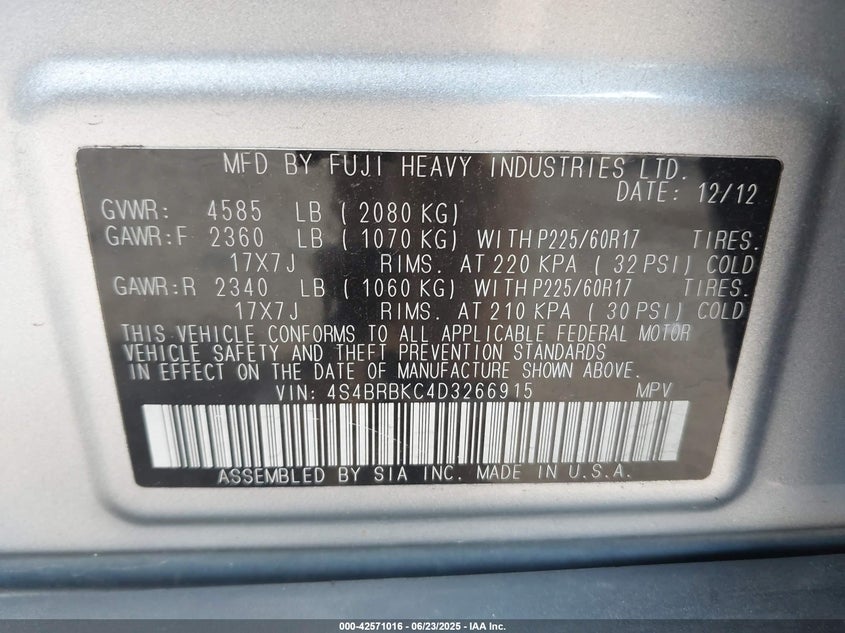 MFD BY FUJI HEAVY INDUSTRIES LTD.
DATE: 12/12
GVWR: 4585 LB ( 2080 KG)
GAWR:F 2360 LB ( 1070 KG) WITH P225/60R17 TIRES.
17X7J RIMS. AT 220 KPA ( 32 PSI) COLD
GAWR:R 2340 LB ( 1060 KG) WITH P225/60R17 TIRES.
17X7J RIMS. AT 210 KPA ( 30 PSI) COLD
THIS VEHICLE CONFORMS TO ALL APPLICABLE FEDERAL MOTOR
VEHICLE SAFETY AND THEFT PREVENTION STANDARDS
IN EFFECT ON THE DATE OF MANUFACTURE SHOWN ABOVE.
VIN: 4S4BRBKC4D3266915 MPV
ASSEMBLED BY SIA INC. MADE IN U.S.A.
000-42571016 - 06/23/2025 - IAA Inc.